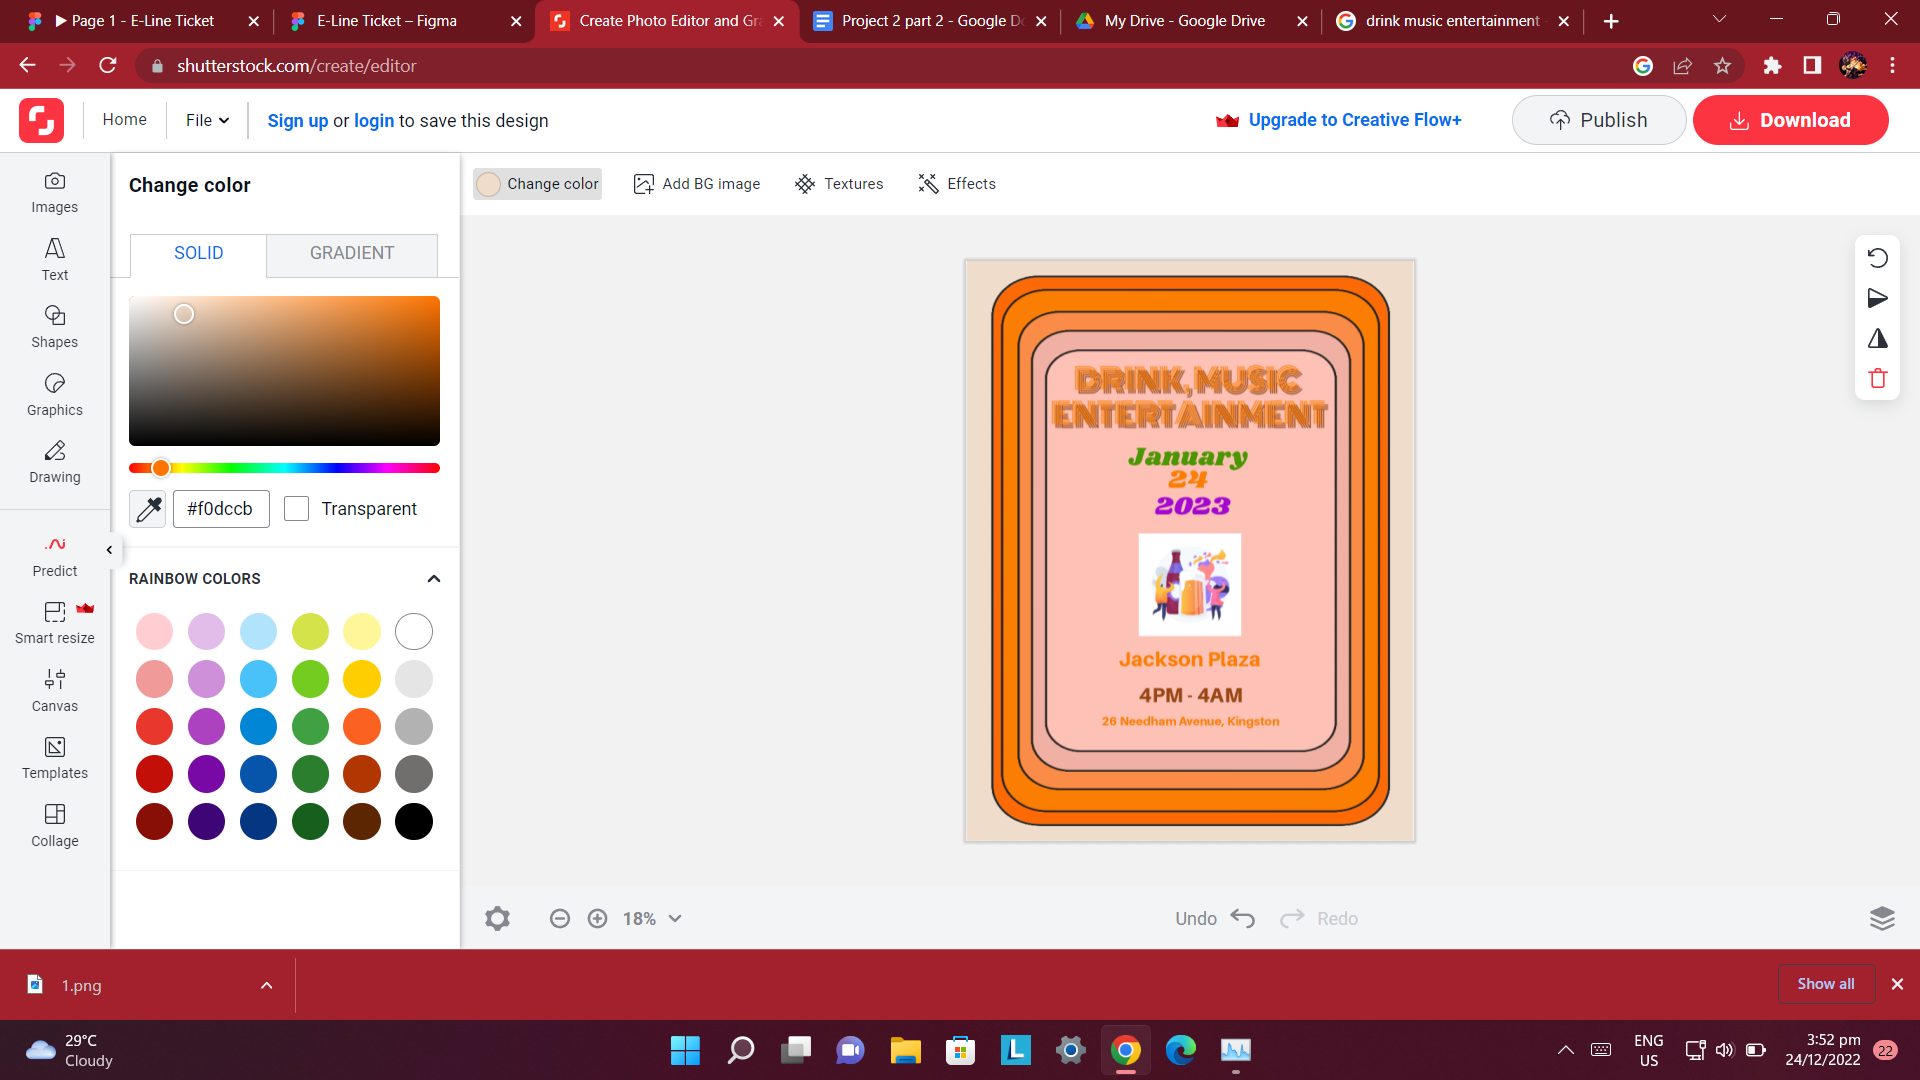 ▶ Page 1 - E-Line Ticket
E-Line Ticket – Figma
Create Photo Editor and Gra
Project 2 part 2 - Google Do
My Drive - Google Drive
drink music entertainment -
shutterstock.com/create/editor
Home
File
Sign up or login to save this design
Upgrade to Creative Flow+
Publish
Download
Images
Text
Shapes
Graphics
Drawing
Predict
Smart resize
Canvas
Templates
Collage
Change color
SOLID
GRADIENT
#f0dccb
Transparent
RAINBOW COLORS
Change color
Add BG image
Textures
Effects
DRINK, MUSIC
ENTERTAINMENT
January
24
2023
Jackson Plaza
4PM - 4AM
26 Needham Avenue, Kingston
18%
Undo
Redo
1.png
Show all
29°C
Cloudy
L
ENG
US
3:52 pm
24/12/2022
22